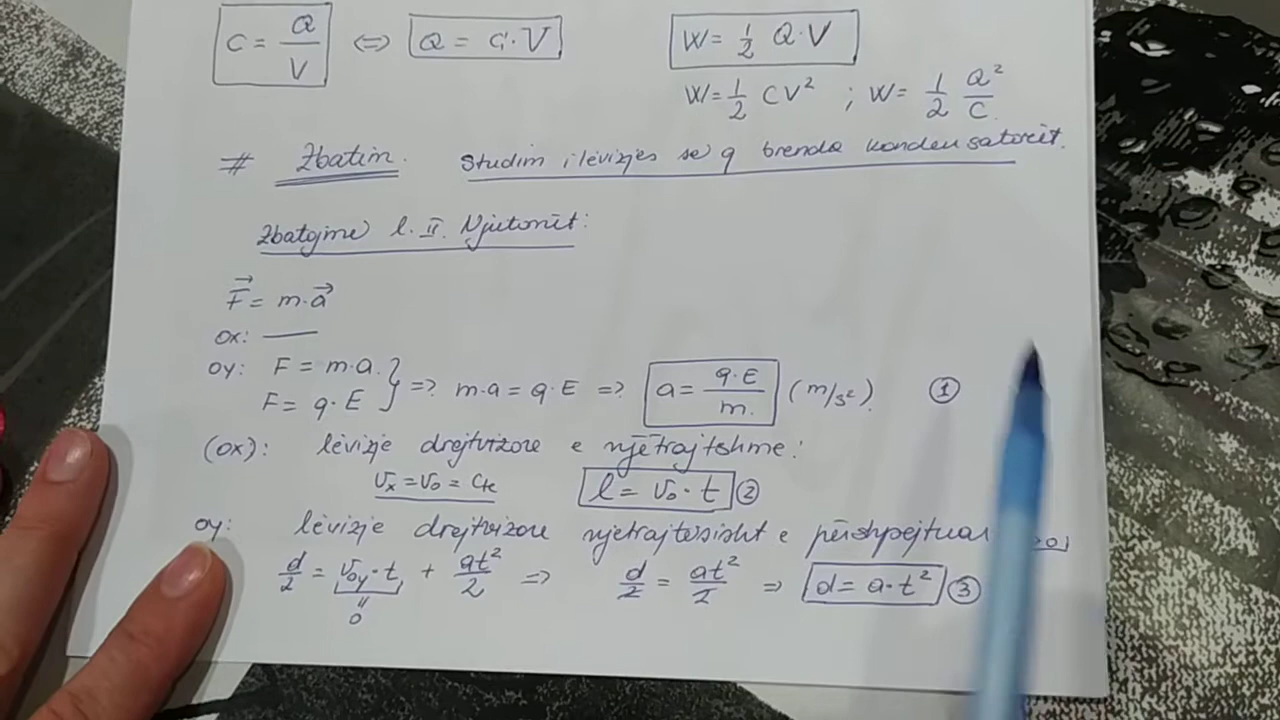 C = Q/V ⇔ Q = C·V W = 1/2 Q·V
W = 1/2 CV² ; W = 1/2 Q²/C.
# Zbatim. Studim i lëvizjes së q brenda kondensatorit.
Zbatojmë l. II. Njutonit:
F⃗ = m·a⃗
ox: —
oy: F = m·a.
F = q·E } => m·a = q·E => a = q·E/m. (m/s²). ①
(ox): lëvizje drejtvizore e njëtrajtshme:
Vx = V₀ = Cte l = V₀·t ②
oy: lëvizje drejtvizore njëtrajtësisht e përshpejtuar
d/2 = V₀y·t + at²/2 => d/2 = at²/2 => d = a·t² ③
"
0